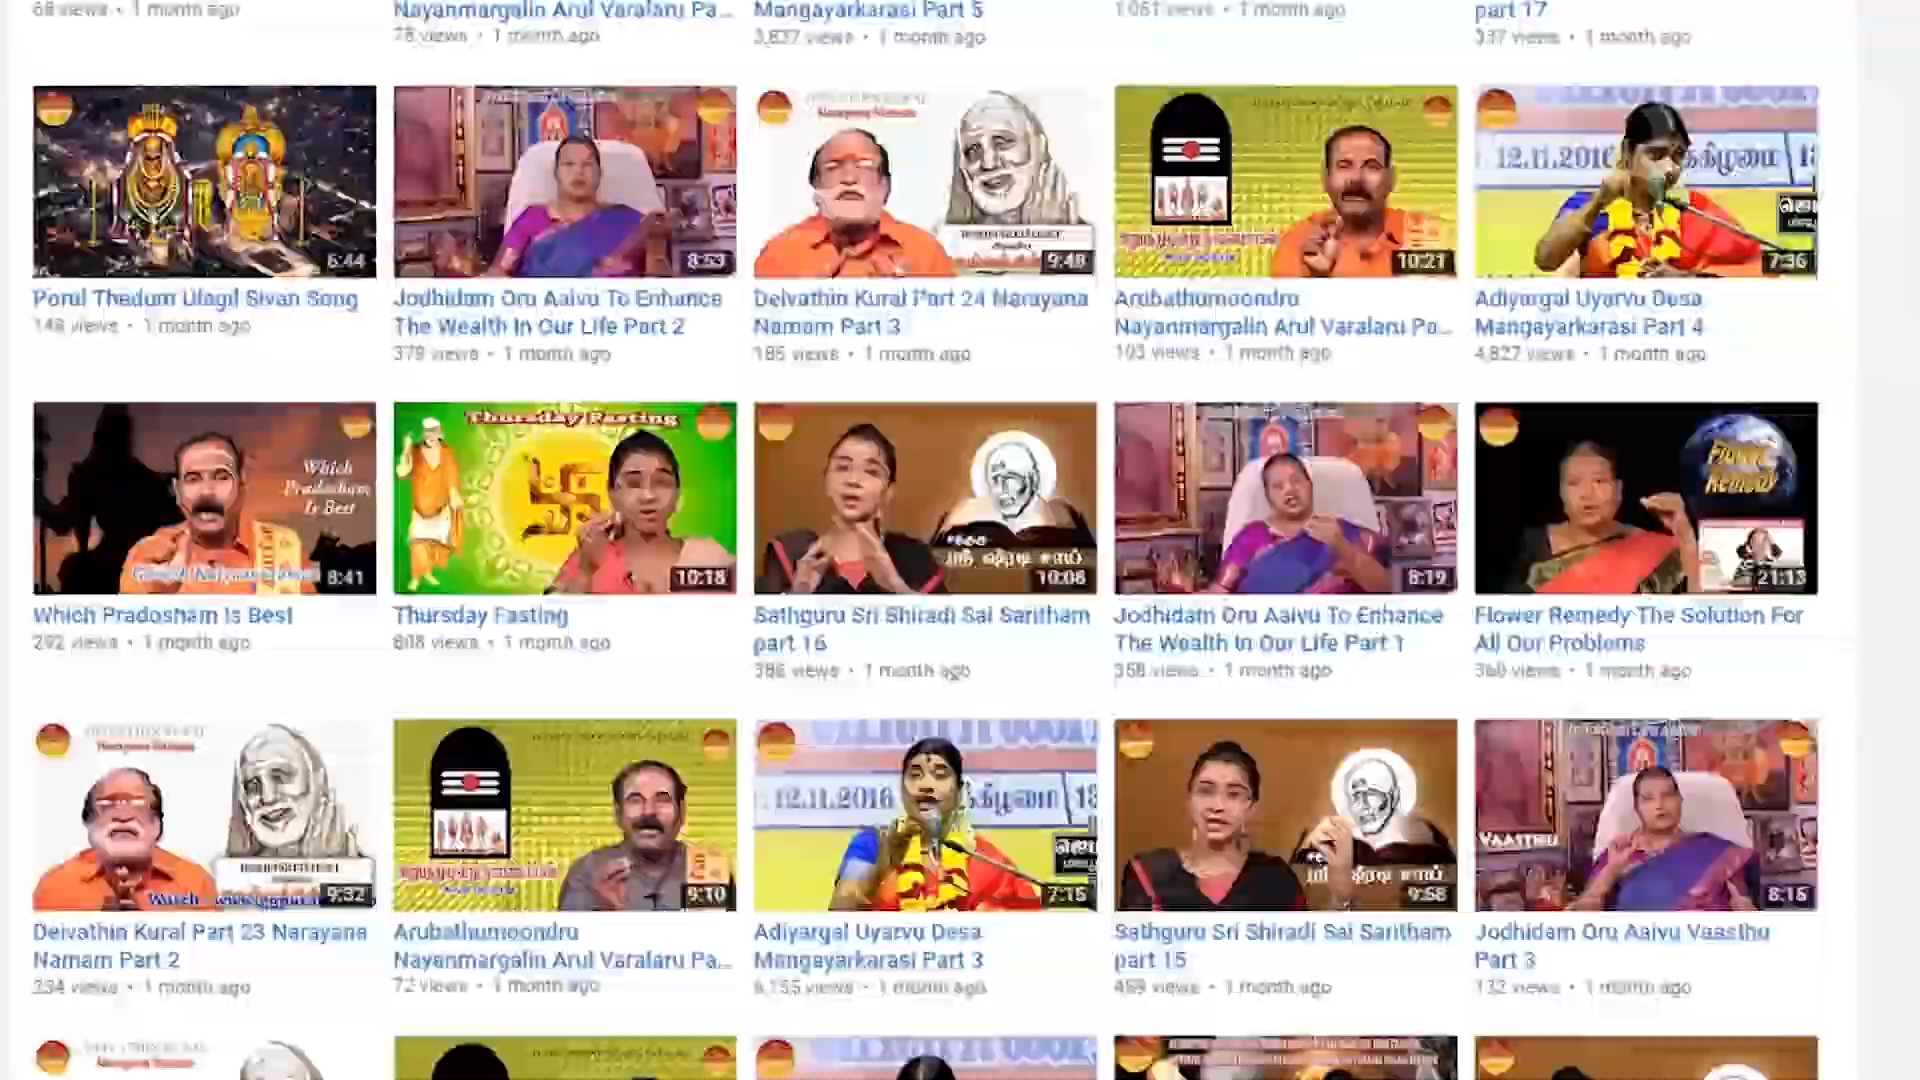 68 views • 1 month ago
Nayanmargalin Arul Varalaru Pa...
78 views • 1 month ago
Mangayarkarasi Part 5
3,837 views • 1 month ago
1,061 views • 1 month ago
part 17
337 views • 1 month ago
6:44
8:53
9:48
10:21
12.11.2016
7:36
Porul Thedum Ulagil Sivan Song
148 views • 1 month ago
Jodhidam Oru Aaivu To Enhance
The Wealth In Our Life Part 2
379 views • 1 month ago
Deivathin Kural Part 24 Narayana
Namam Part 3
185 views • 1 month ago
Arubathumoondru
Nayanmargalin Arul Varalaru Pa...
103 views • 1 month ago
Adiyargal Uyarvu Desa
Mangayarkarasi Part 4
4,827 views • 1 month ago
Which
Pradosham
Is Best
8:41
Thursday Fasting
10:18
ஸ்ரீ ஷிரடி சாய்
10:06
8:19
Flower
Remedy
21:13
Which Pradosham Is Best
292 views • 1 month ago
Thursday Fasting
608 views • 1 month ago
Sathguru Sri Shiradi Sai Saritham
part 16
386 views • 1 month ago
Jodhidam Oru Aaivu To Enhance
The Wealth In Our Life Part 1
358 views • 1 month ago
Flower Remedy The Solution For
All Our Problems
360 views • 1 month ago
Watch
9:32
9:10
12.11.2016
7:15
9:58
VAASTHU
8:15
Deivathin Kural Part 23 Narayana
Namam Part 2
234 views • 1 month ago
Arubathumoondru
Nayanmargalin Arul Varalaru Pa...
72 views • 1 month ago
Adiyargal Uyarvu Desa
Mangayarkarasi Part 3
6,155 views • 1 month ago
Sathguru Sri Shiradi Sai Saritham
part 15
459 views • 1 month ago
Jodhidam Oru Aaivu Vaasthu
Part 3
132 views • 1 month ago